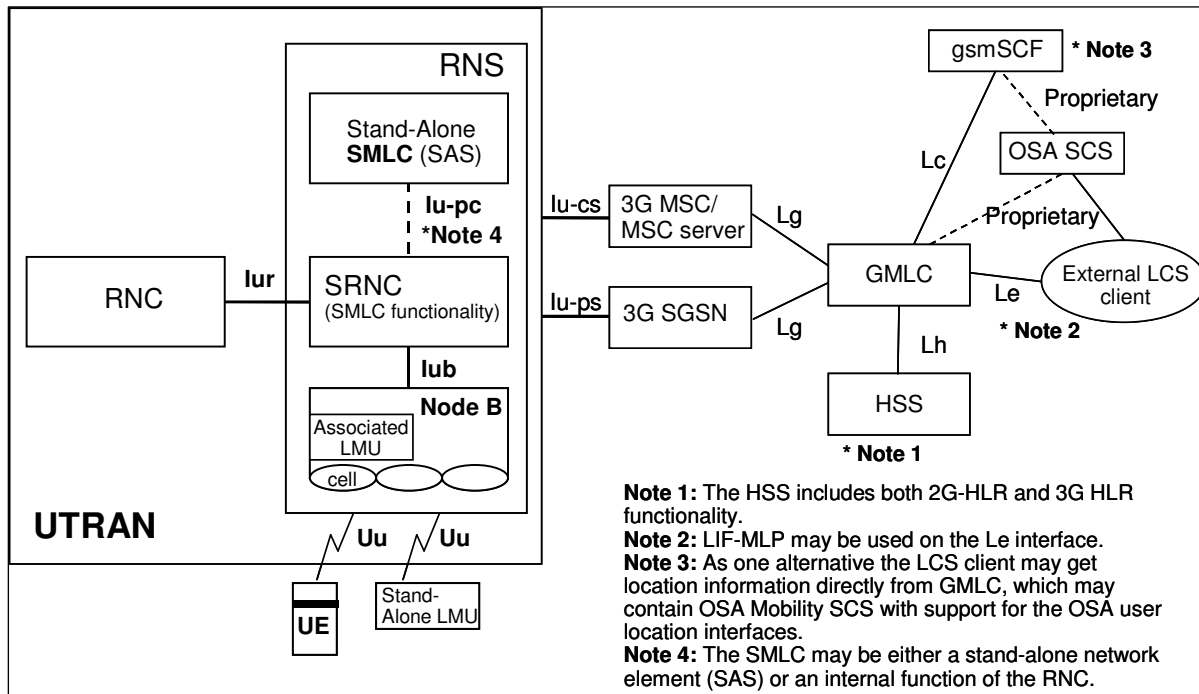 RNS
Stand-Alone
SMLC (SAS)
Iu-pc
*Note 4
RNC
Iur
SRNC
(SMLC functionality)
Iub
Node B
Associated
LMU
cell
UTRAN
Uu
Uu
UE
Stand-
Alone LMU
Iu-cs
3G MSC/
MSC server
Lg
Iu-ps
3G SGSN
Lg
gsmSCF
* Note 3
Proprietary
Lc
OSA SCS
Proprietary
GMLC
Le
External LCS
client
* Note 2
Lh
HSS
* Note 1
Note 1: The HSS includes both 2G-HLR and 3G HLR
functionality.
Note 2: LIF-MLP may be used on the Le interface.
Note 3: As one alternative the LCS client may get
location information directly from GMLC, which may
contain OSA Mobility SCS with support for the OSA user
location interfaces.
Note 4: The SMLC may be either a stand-alone network
element (SAS) or an internal function of the RNC.